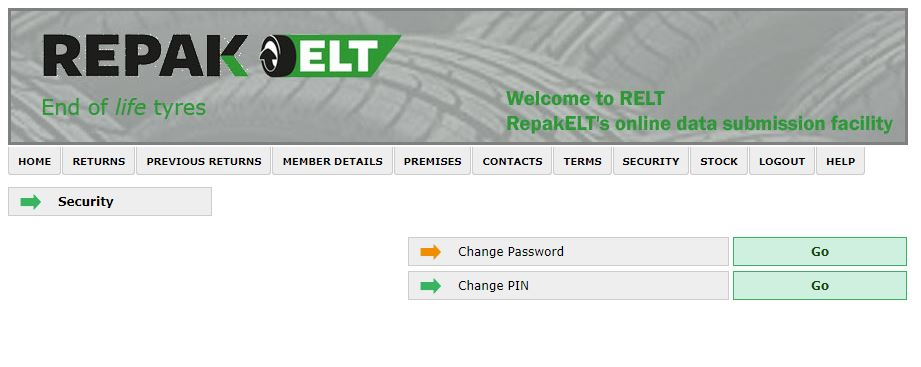 REPAK ELT
End of life tyres
Welcome to RELT
RepakELT's online data submission facility
HOME RETURNS PREVIOUS RETURNS MEMBER DETAILS PREMISES CONTACTS TERMS SECURITY STOCK LOGOUT HELP
Security
Change Password Go
Change PIN Go